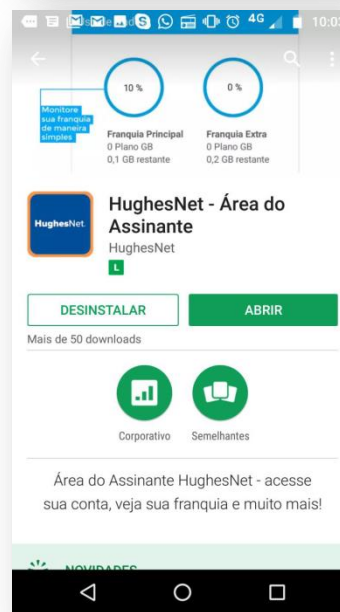 4G 10:03
10 %
0 %
Monitore
sua franquia
de maneira
simples
Franquia Principal
0 Plano GB
0,1 GB restante
Franquia Extra
0 Plano GB
0,2 GB restante
HughesNet
HughesNet - Área do
Assinante
HughesNet
L
DESINSTALAR
ABRIR
Mais de 50 downloads
Corporativo
Semelhantes
Área do Assinante HughesNet - acesse
sua conta, veja sua franquia e muito mais!
NOVIDADES